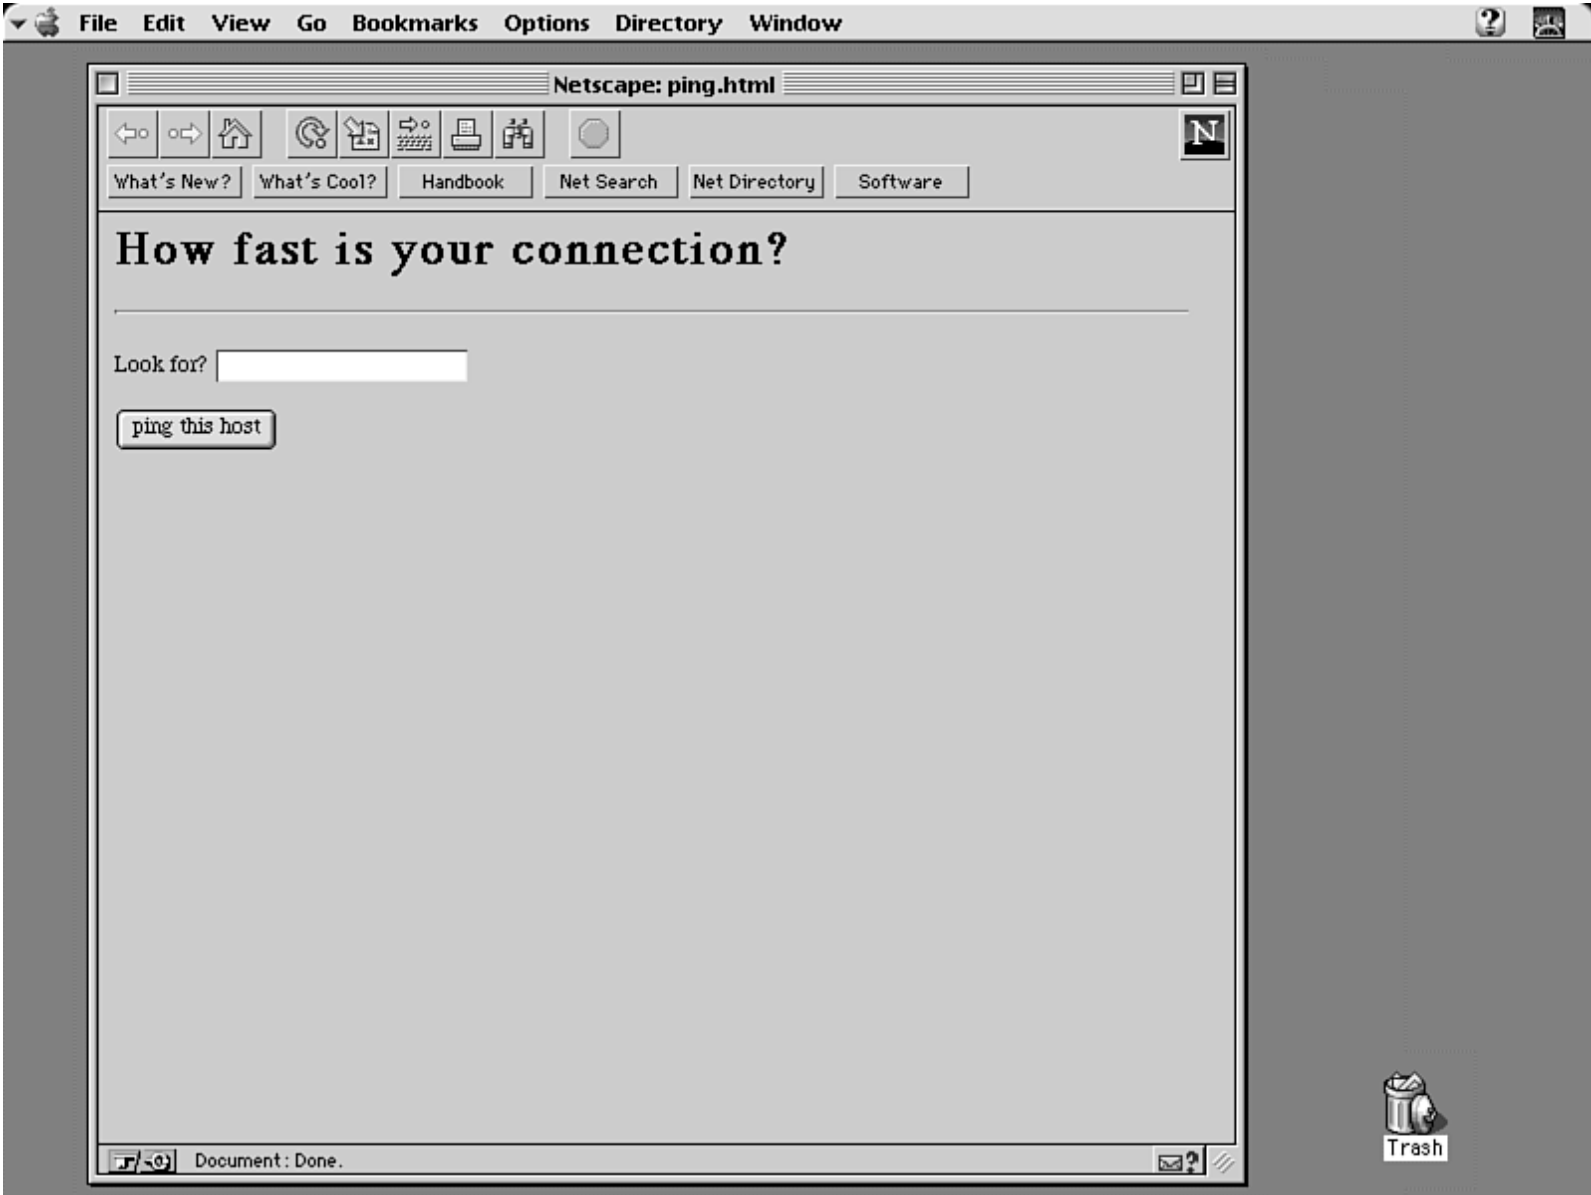 File Edit View Go Bookmarks Options Directory Window
Netscape: ping.html
N
What's New? What's Cool? Handbook Net Search Net Directory Software
How fast is your connection?
Look for?
ping this host
Document: Done.
Trash